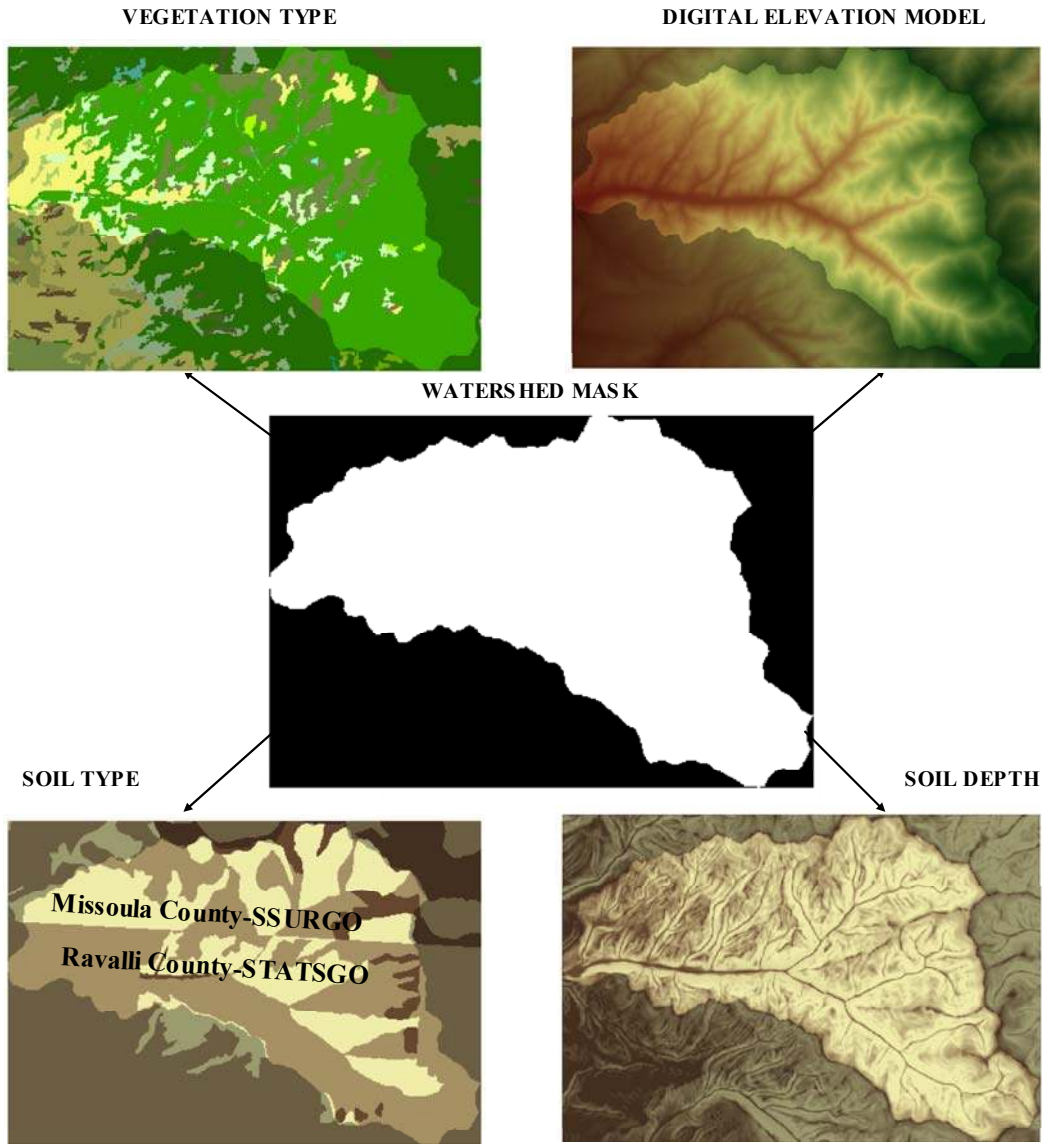 VEGETATION TYPE
DIGITAL ELEVATION MODEL
WATERSHED MASK
SOIL TYPE
SOIL DEPTH
Missoula County-SSURGO
Ravalli County-STATSGO